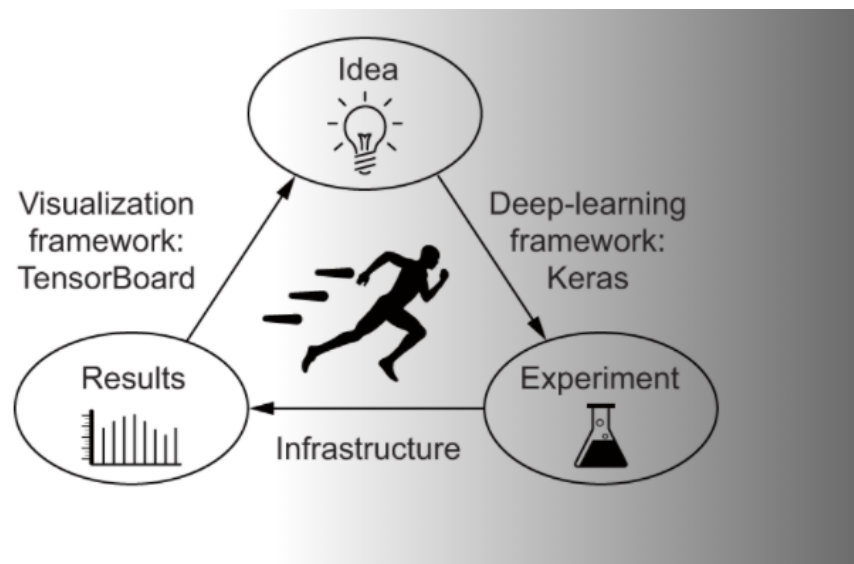 Idea
Visualization
framework:
TensorBoard
Deep-learning
framework:
Keras
Results
Experiment
Infrastructure